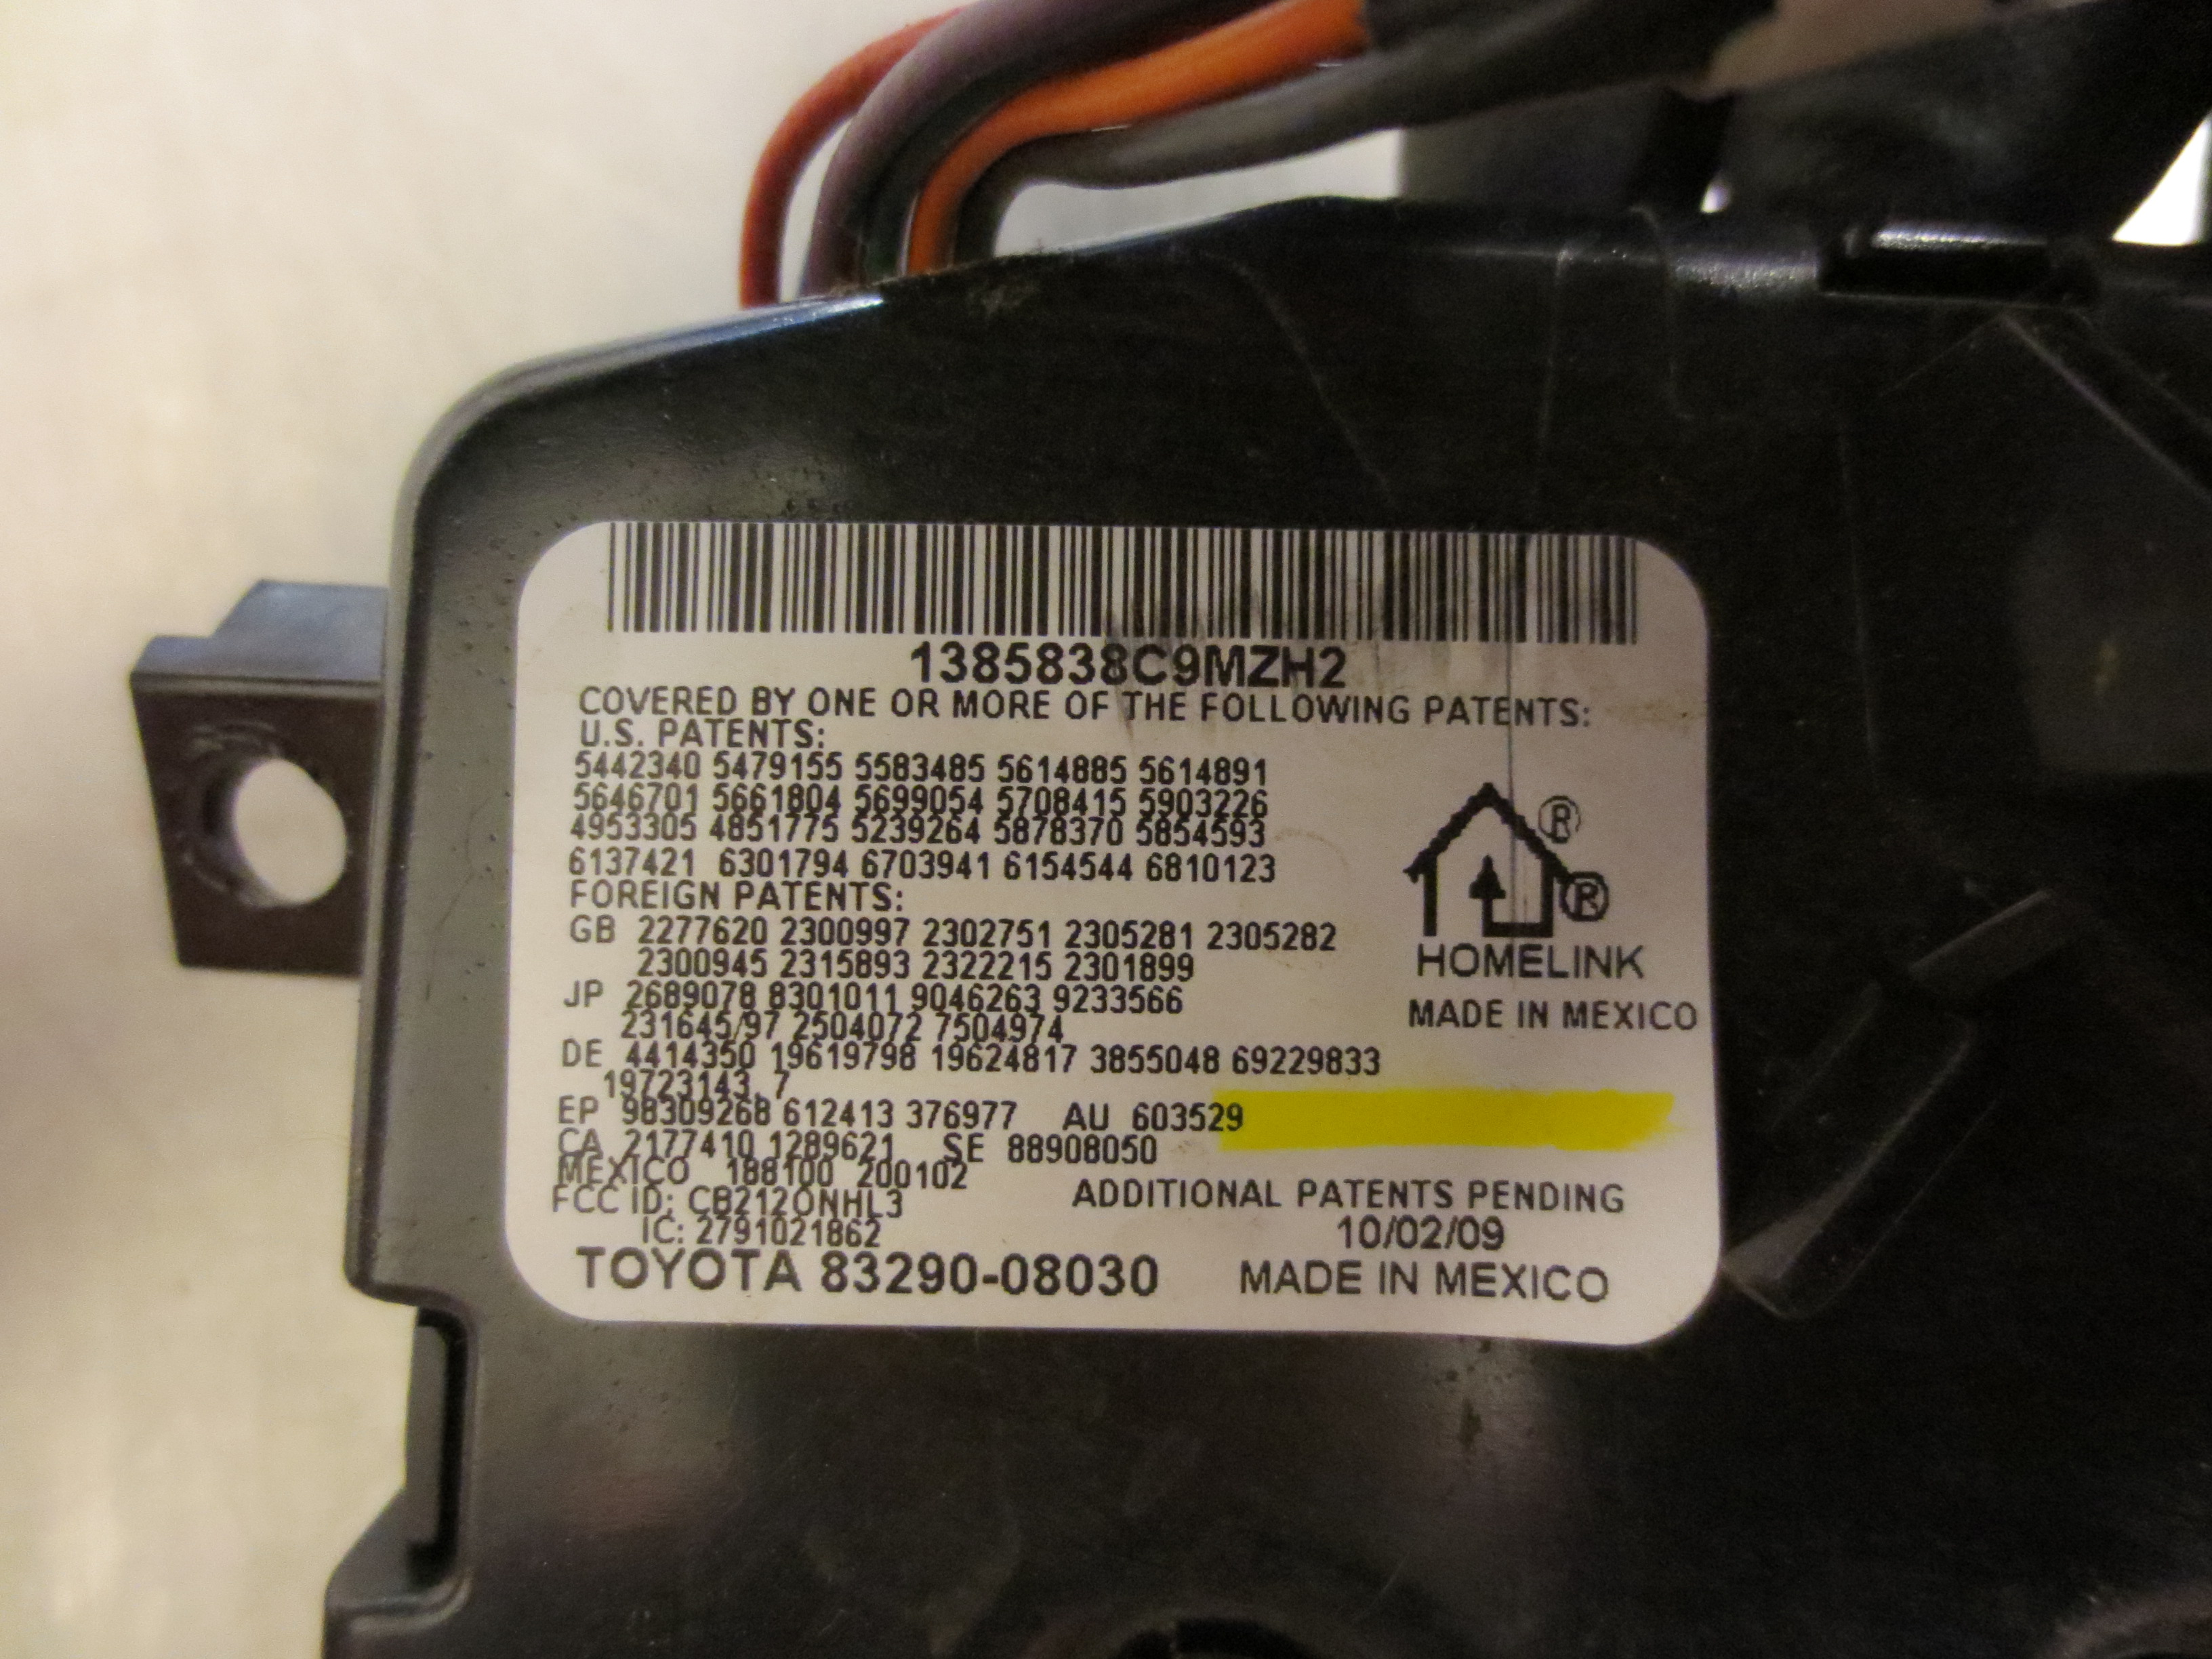 1385838C9MZH2
COVERED BY ONE OR MORE OF THE FOLLOWING PATENTS:
U.S. PATENTS:
5442340 5479155 5583485 5614885 5614891
5646701 5661804 5699054 5708415 5903226
4953305 4851775 5239264 5878370 5854593
6137421 6301794 6703941 6154544 6810123
FOREIGN PATENTS:
GB 2277620 2300997 2302751 2305281 2305282
2300945 2315893 2322215 2301899
JP 2689078 8301011 9046263 9233566
231645/97 2504072 7504974
DE 4414350 19619798 19624817 3855048 69229833
19723143.7
EP 98309268 612413 376977 AU 603529
CA 2177410 1289621 SE 88908050
MEXICO 188100 200102
FCC ID: CB2120NHL3
IC: 2791021862
TOYOTA 83290-08030
® ®
HOMELINK
MADE IN MEXICO
ADDITIONAL PATENTS PENDING
10/02/09
MADE IN MEXICO